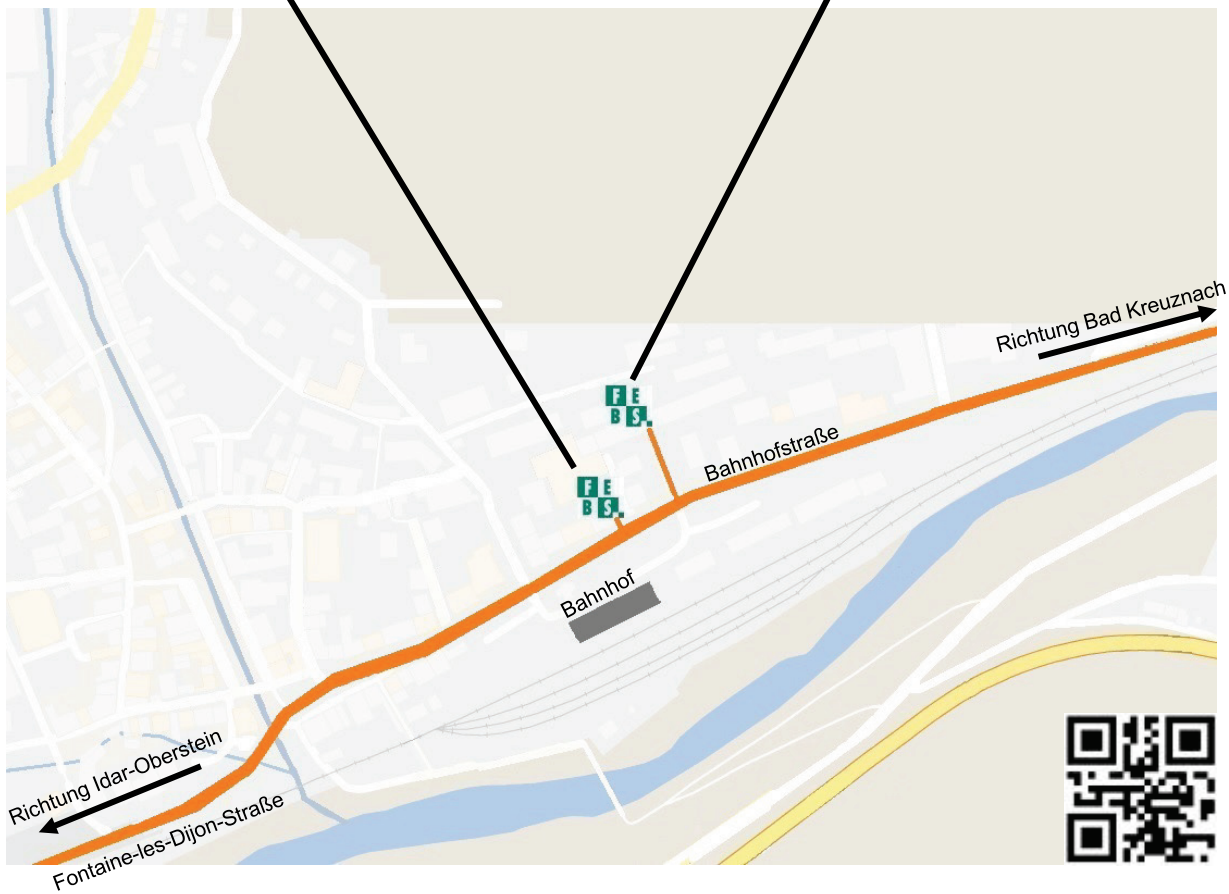 Richtung Bad Kreuznach
F E
B S.
Bahnhofstraße
F E
B S.
Bahnhof
Richtung Idar-Oberstein
Fontaine-les-Dijon-Straße